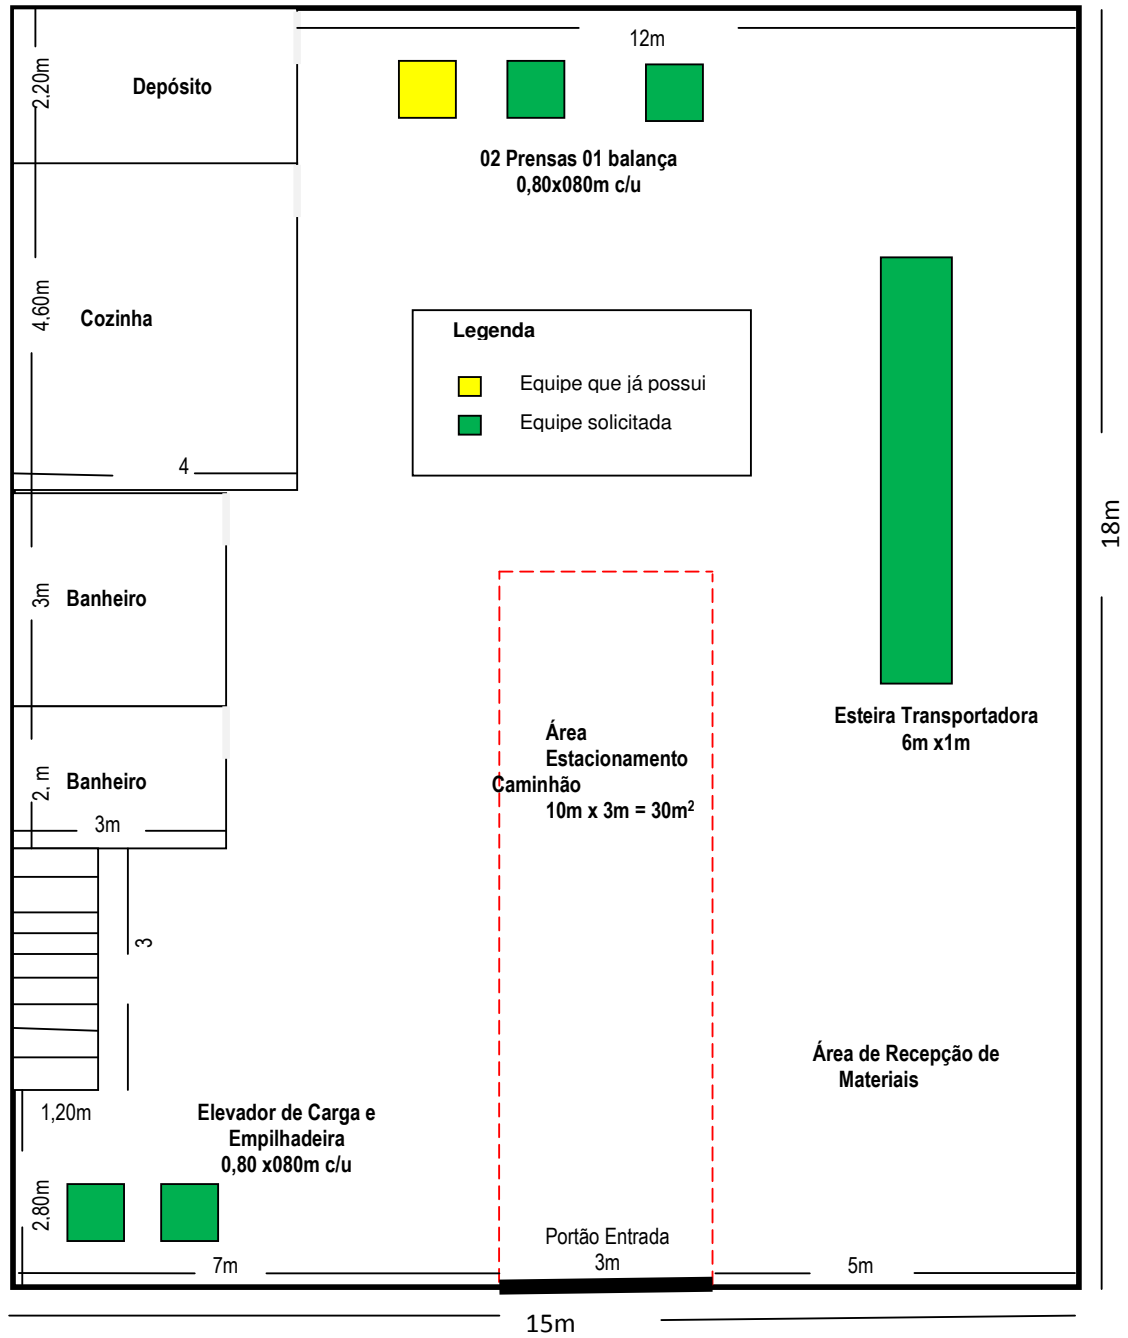 12m
2,20m
Depósito
02 Prensas 01 balança
0,80x080m c/u
4,60m
Cozinha
Legenda
Equipe que já possui
Equipe solicitada
4
18m
3m
Banheiro
Esteira Transportadora
6m x1m
Área
Estacionamento
Caminhão
10m x 3m = 30m²
2, m
Banheiro
3m
3
Área de Recepção de
Materiais
1,20m
Elevador de Carga e
Empilhadeira
0,80 x080m c/u
2,80m
Portão Entrada
3m
7m
5m
15m